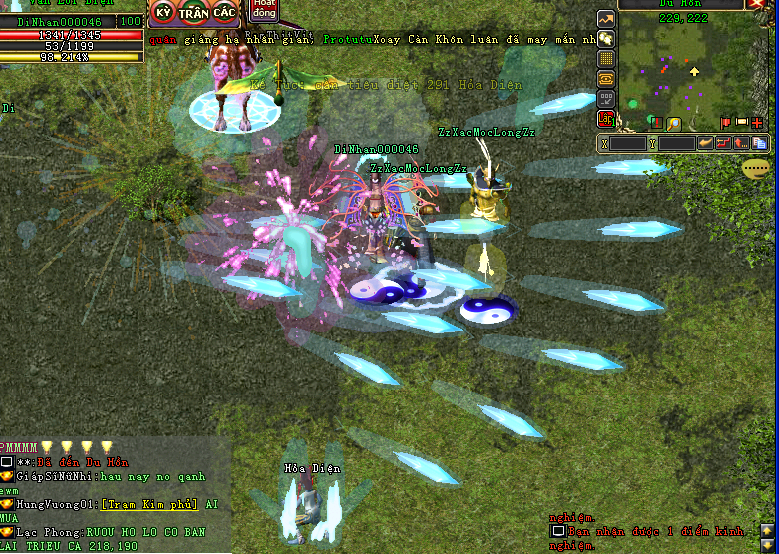 Vân Lôi Điện
DiNhan000046 100
1341/1345
53/1199
98.214%
KỲ TRÂN CÁC
Hoạt động
Du Hồn
229,222
quân giáng hạ nhân gian, ProtutuXoay Càn Khôn luân đã may mắn nh
Kế Tục: cần tiêu diệt 291 Hỏa Diện
Di
ZzXacMocLongZz
DiNhan000046
ZzXacMocLongZz
X Y
Hỏa Diện
PMMMM
**:Đã đến Du Hồn
GiápSĩNữNhi:hau nay no qanh
ewm
HungVuong01:[Tram Kim phủ] AI
MUA
Lạc Phong:RUOU HO LO CO BAN
LAI TRIEU CA 218,190
nghiệm.
Bạn nhận được 1 điểm kinh
nghiệm.